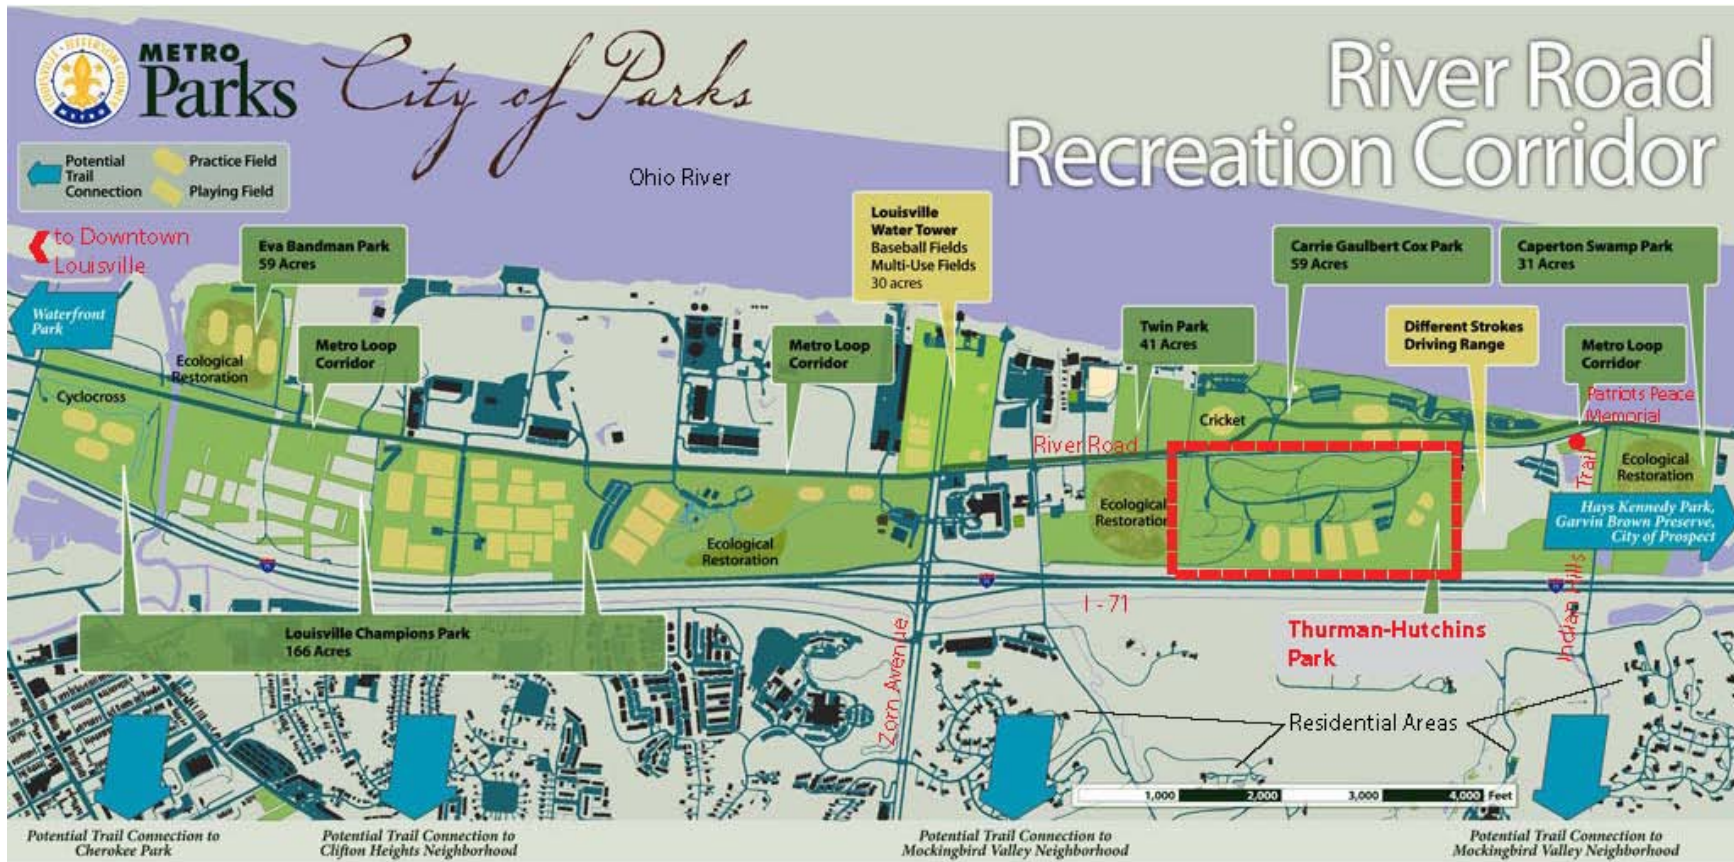 METRO
Parks
City of Parks
River Road
Recreation Corridor
Potential
Trail
Connection
Practice Field
Playing Field
Ohio River
to Downtown
Louisville
Waterfront
Park
Eva Bandman Park
59 Acres
Louisville
Water Tower
Baseball Fields
Multi-Use Fields
30 acres
Carrie Gaulbert Cox Park
59 Acres
Caperton Swamp Park
31 Acres
Metro Loop
Corridor
Metro Loop
Corridor
Twin Park
41 Acres
Different Strokes
Driving Range
Metro Loop
Corridor
Ecological
Restoration
Cyclocross
Patriots Peace
Memorial
Cricket
River Road
Ecological
Restoration
Ecological
Restoration
Ecological
Restoration
Hays Kennedy Park,
Garvin Brown Preserve,
City of Prospect
Indian Hills Trail
I - 71
Louisville Champions Park
166 Acres
Thurman-Hutchins
Park
Zorn Avenue
Residential Areas
1,000 2,000 3,000 4,000 Feet
Potential Trail Connection to
Cherokee Park
Potential Trail Connection to
Clifton Heights Neighborhood
Potential Trail Connection to
Mockingbird Valley Neighborhood
Potential Trail Connection to
Mockingbird Valley Neighborhood